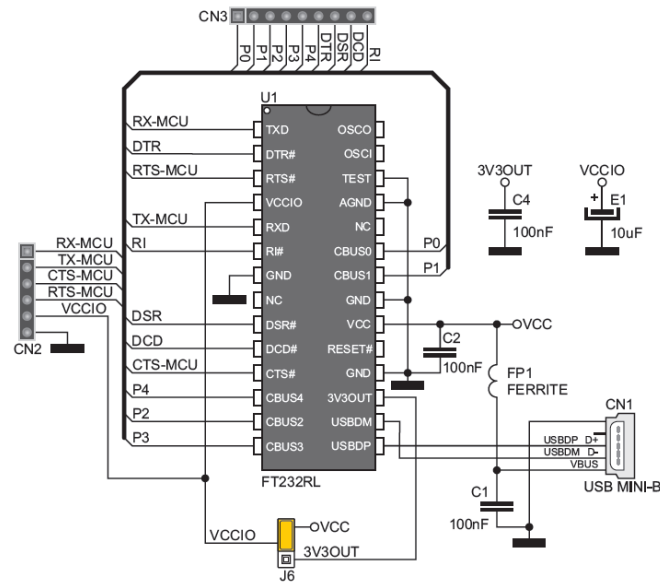 CN3
P0
P1
P2
P3
P4
DTR
DSR
DCD
RI
U1
RX-MCU
TXD
OSCO
DTR
DTR#
OSCI
RTS-MCU
RTS#
TEST
3V3OUT
VCCIO
VCCIO
AGND
C4
100nF
+
E1
10uF
TX-MCU
RXD
NC
RI
RI#
CBUS0
P0
GND
CBUS1
P1
NC
GND
RX-MCU
TX-MCU
CTS-MCU
RTS-MCU
VCCIO
CN2
DSR
DSR#
VCC
VCC
DCD
DCD#
RESET#
C2
100nF
CTS-MCU
CTS#
GND
FP1
FERRITE
P4
CBUS4
3V3OUT
CN1
P2
CBUS2
USBDM
P3
CBUS3
USBDP
USBDP D+
USBDM D-
VBUS
USB MINI-B
FT232RL
C1
100nF
VCC
VCCIO
3V3OUT
J6